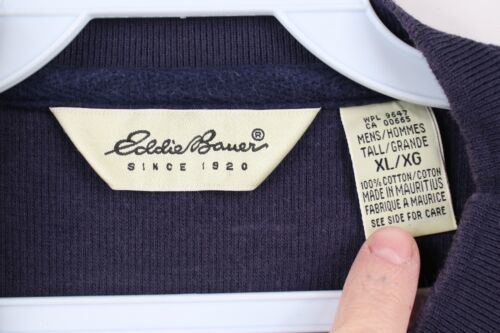 Eddie Bauer®
SINCE 1920
WPL 9647
CA 00665
MENS/HOMMES
TALL/GRANDE
XL/XG
100% COTTON/COTON
MADE IN MAURITIUS
FABRIQUE A MAURICE
SEE SIDE FOR CARE